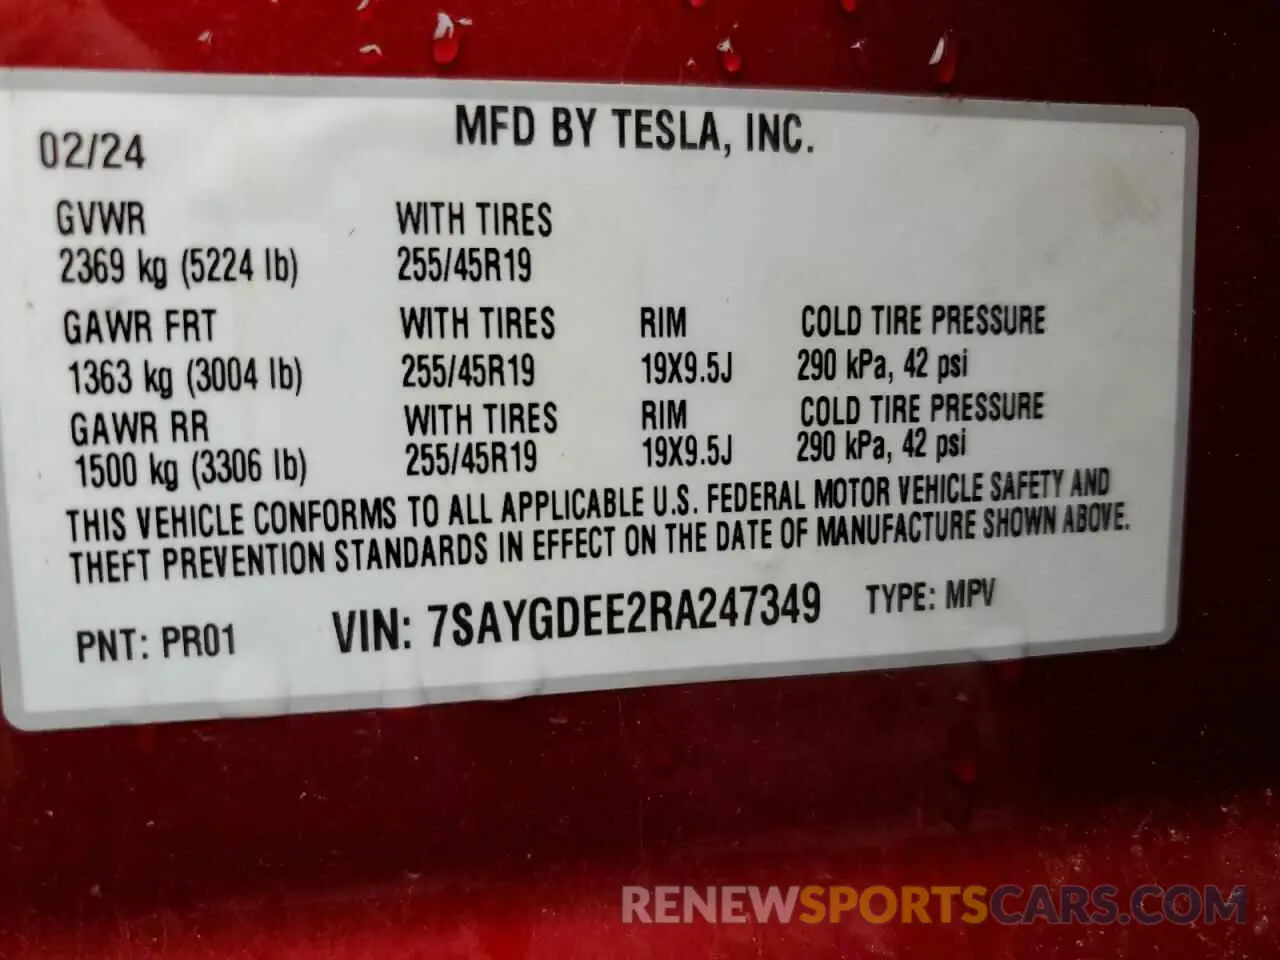 MFD BY TESLA, INC.
02/24
GVWR WITH TIRES
2369 kg (5224 lb) 255/45R19
GAWR FRT WITH TIRES RIM COLD TIRE PRESSURE
1363 kg (3004 lb) 255/45R19 19X9.5J 290 kPa, 42 psi
GAWR RR WITH TIRES RIM COLD TIRE PRESSURE
1500 kg (3306 lb) 255/45R19 19X9.5J 290 kPa, 42 psi
THIS VEHICLE CONFORMS TO ALL APPLICABLE U.S. FEDERAL MOTOR VEHICLE SAFETY AND
THEFT PREVENTION STANDARDS IN EFFECT ON THE DATE OF MANUFACTURE SHOWN ABOVE.
PNT: PR01 VIN: 7SAYGDEE2RA247349 TYPE: MPV
RENEWSPORTSCARS.COM